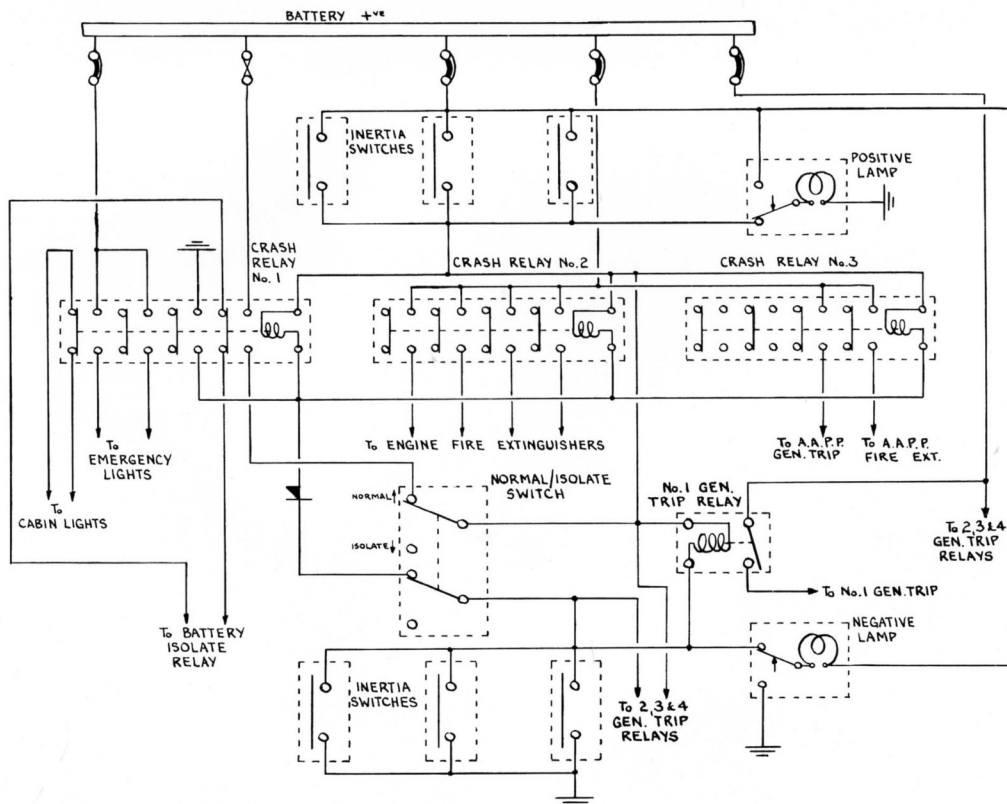 BATTERY +VE
INERTIA
SWITCHES
POSITIVE
LAMP
CRASH
RELAY
No. 1
CRASH RELAY No. 2
CRASH RELAY No. 3
To
EMERGENCY
LIGHTS
To
CABIN LIGHTS
To ENGINE FIRE EXTINGUISHERS
To A.A.P.P.
GEN. TRIP
To A.A.P.P.
FIRE EXT.
NORMAL/ISOLATE
SWITCH
NORMAL
ISOLATE
No. 1 GEN.
TRIP RELAY
To 2,3 & 4
GEN. TRIP
RELAYS
To No. 1 GEN. TRIP
To BATTERY
ISOLATE
RELAY
NEGATIVE
LAMP
INERTIA
SWITCHES
To 2,3 & 4
GEN. TRIP
RELAYS